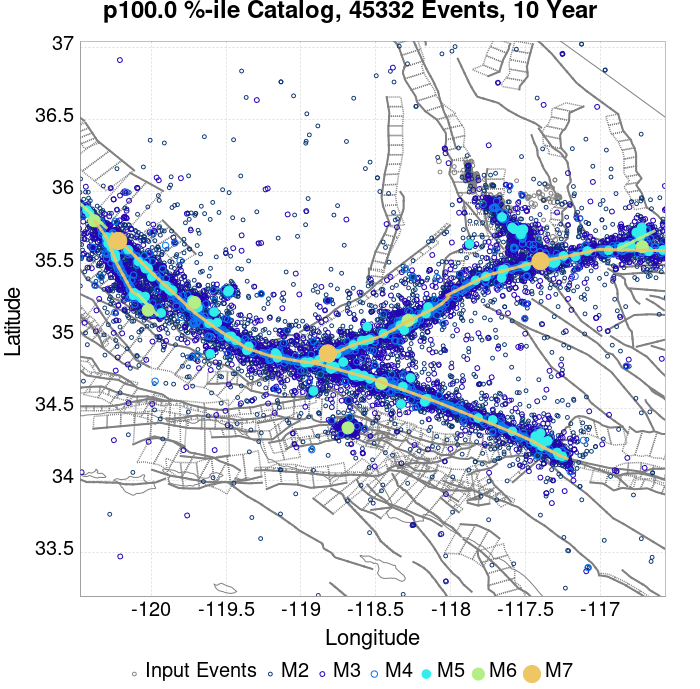 p100.0 %-ile Catalog, 45332 Events, 10 Year
37
36.5
36
35.5
35
34.5
34
33.5
Latitude
-120 -119.5 -119 -118.5 -118 -117.5 -117
Longitude
Input Events M2 M3 M4 M5 M6 M7